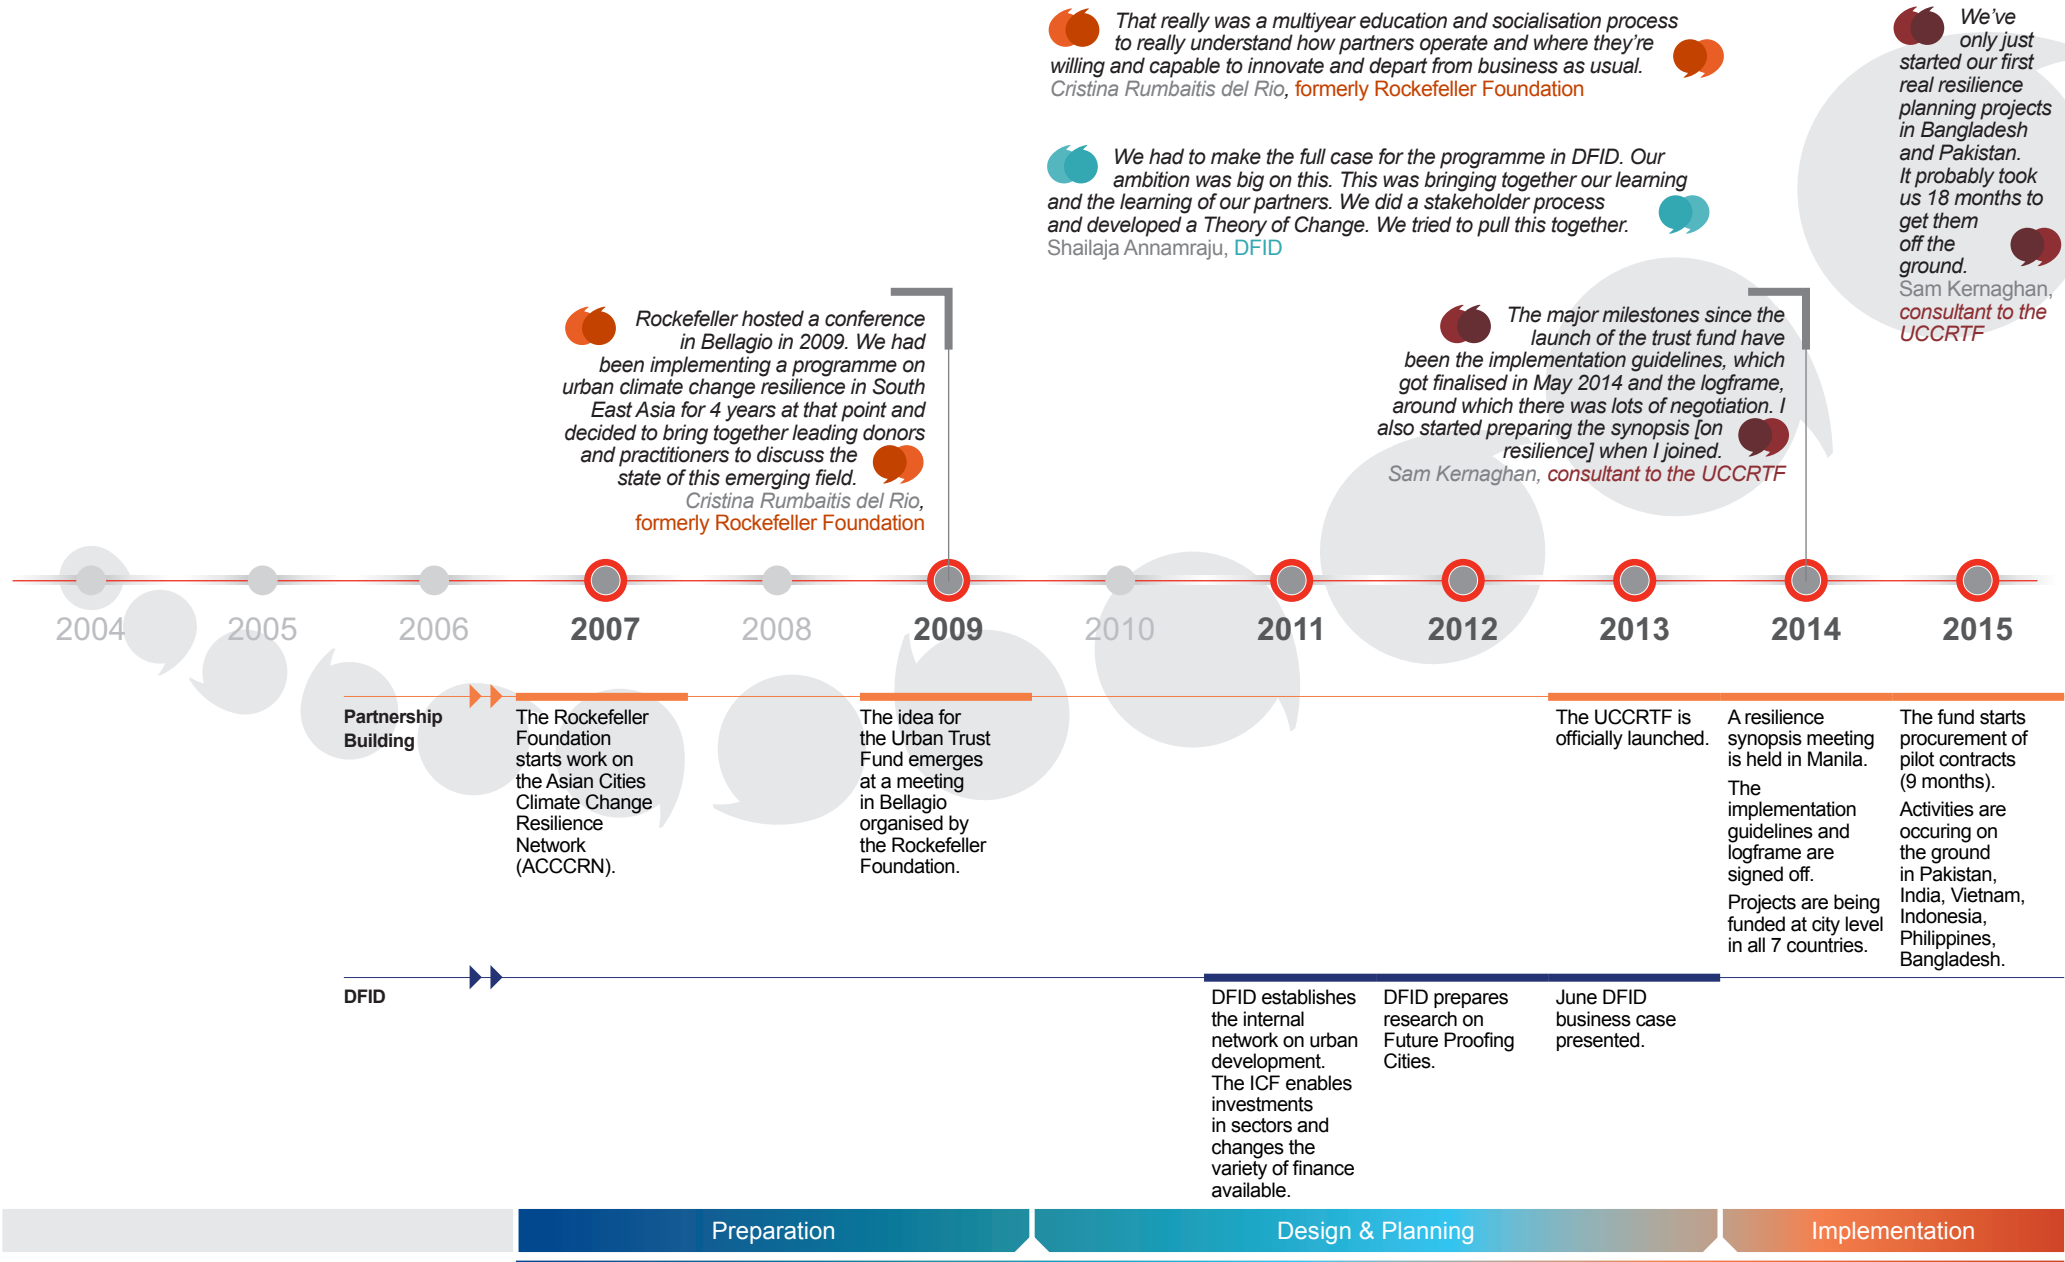 That really was a multiyear education and socialisation process
to really understand how partners operate and where they're
willing and capable to innovate and depart from business as usual.
Cristina Rumbaitis del Rio, formerly Rockefeller Foundation
We had to make the full case for the programme in DFID. Our
ambition was big on this. This was bringing together our learning
and the learning of our partners. We did a stakeholder process
and developed a Theory of Change. We tried to pull this together.
Shailaja Annamraju, DFID
We've
only just
started our first
real resilience
planning projects
in Bangladesh
and Pakistan.
It probably took
us 18 months to
get them
off the
ground.
Sam Kernaghan,
consultant to the
UCCRTF
Rockefeller hosted a conference
in Bellagio in 2009. We had
been implementing a programme on
urban climate change resilience in South
East Asia for 4 years at that point and
decided to bring together leading donors
and practitioners to discuss the
state of this emerging field.
Cristina Rumbaitis del Rio,
formerly Rockefeller Foundation
The major milestones since the
launch of the trust fund have
been the implementation guidelines, which
got finalised in May 2014 and the logframe,
around which there was lots of negotiation. I
also started preparing the synopsis [on
resilience] when I joined.
Sam Kernaghan, consultant to the UCCRTF
2004 2005 2006 2007 2008 2009 2010 2011 2012 2013 2014 2015
Partnership
Building
The Rockefeller
Foundation
starts work on
the Asian Cities
Climate Change
Resilience
Network
(ACCCRN).
The idea for
the Urban Trust
Fund emerges
at a meeting
in Bellagio
organised by
the Rockefeller
Foundation.
The UCCRTF is
officially launched.
A resilience
synopsis meeting
is held in Manila.
The
implementation
guidelines and
logframe are
signed off.
Projects are being
funded at city level
in all 7 countries.
The fund starts
procurement of
pilot contracts
(9 months).
Activities are
occuring on
the ground
in Pakistan,
India, Vietnam,
Indonesia,
Philippines,
Bangladesh.
DFID
DFID establishes
the internal
network on urban
development.
The ICF enables
investments
in sectors and
changes the
variety of finance
available.
DFID prepares
research on
Future Proofing
Cities.
June DFID
business case
presented.
Preparation
Design & Planning
Implementation